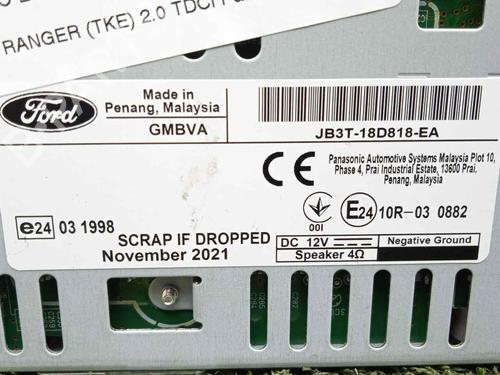 RANGER (TKE) 2.0 TDCI
Ford
Made in
Penang, Malaysia
GMBVA
JB3T-18D818-EA
Panasonic Automotive Systems Malaysia Plot 10,
Phase 4, Prai Industrial Estate, 13600 Prai,
Penang, Malaysia
CE
001
E24 10R-03 0882
e24 03 1998
SCRAP IF DROPPED
November 2021
DC 12V
Negative Ground
Speaker 4Ω